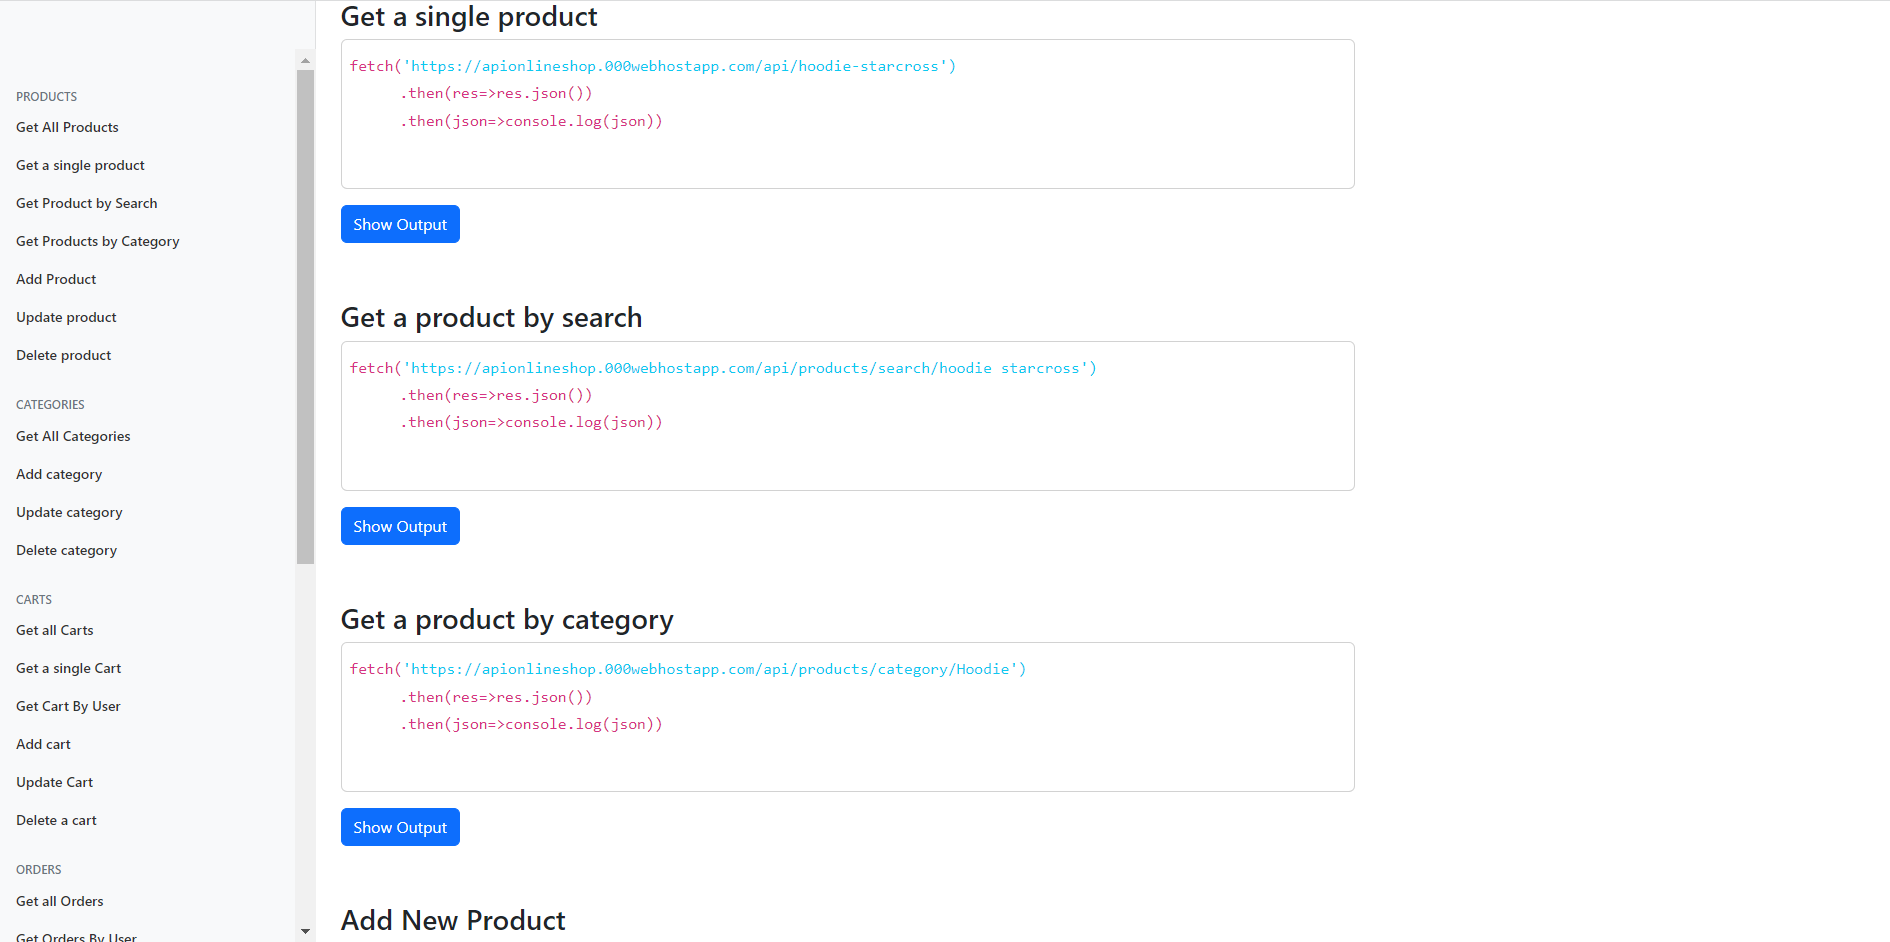 PRODUCTS
Get All Products
Get a single product
Get Product by Search
Get Products by Category
Add Product
Update product
Delete product
CATEGORIES
Get All Categories
Add category
Update category
Delete category
CARTS
Get all Carts
Get a single Cart
Get Cart By User
Add cart
Update Cart
Delete a cart
ORDERS
Get all Orders
Get Orders By User
Get a single product
fetch('https://apionlineshop.000webhostapp.com/api/hoodie-starcross')
.then(res=>res.json())
.then(json=>console.log(json))
Show Output
Get a product by search
fetch('https://apionlineshop.000webhostapp.com/api/products/search/hoodie starcross')
.then(res=>res.json())
.then(json=>console.log(json))
Show Output
Get a product by category
fetch('https://apionlineshop.000webhostapp.com/api/products/category/Hoodie')
.then(res=>res.json())
.then(json=>console.log(json))
Show Output
Add New Product